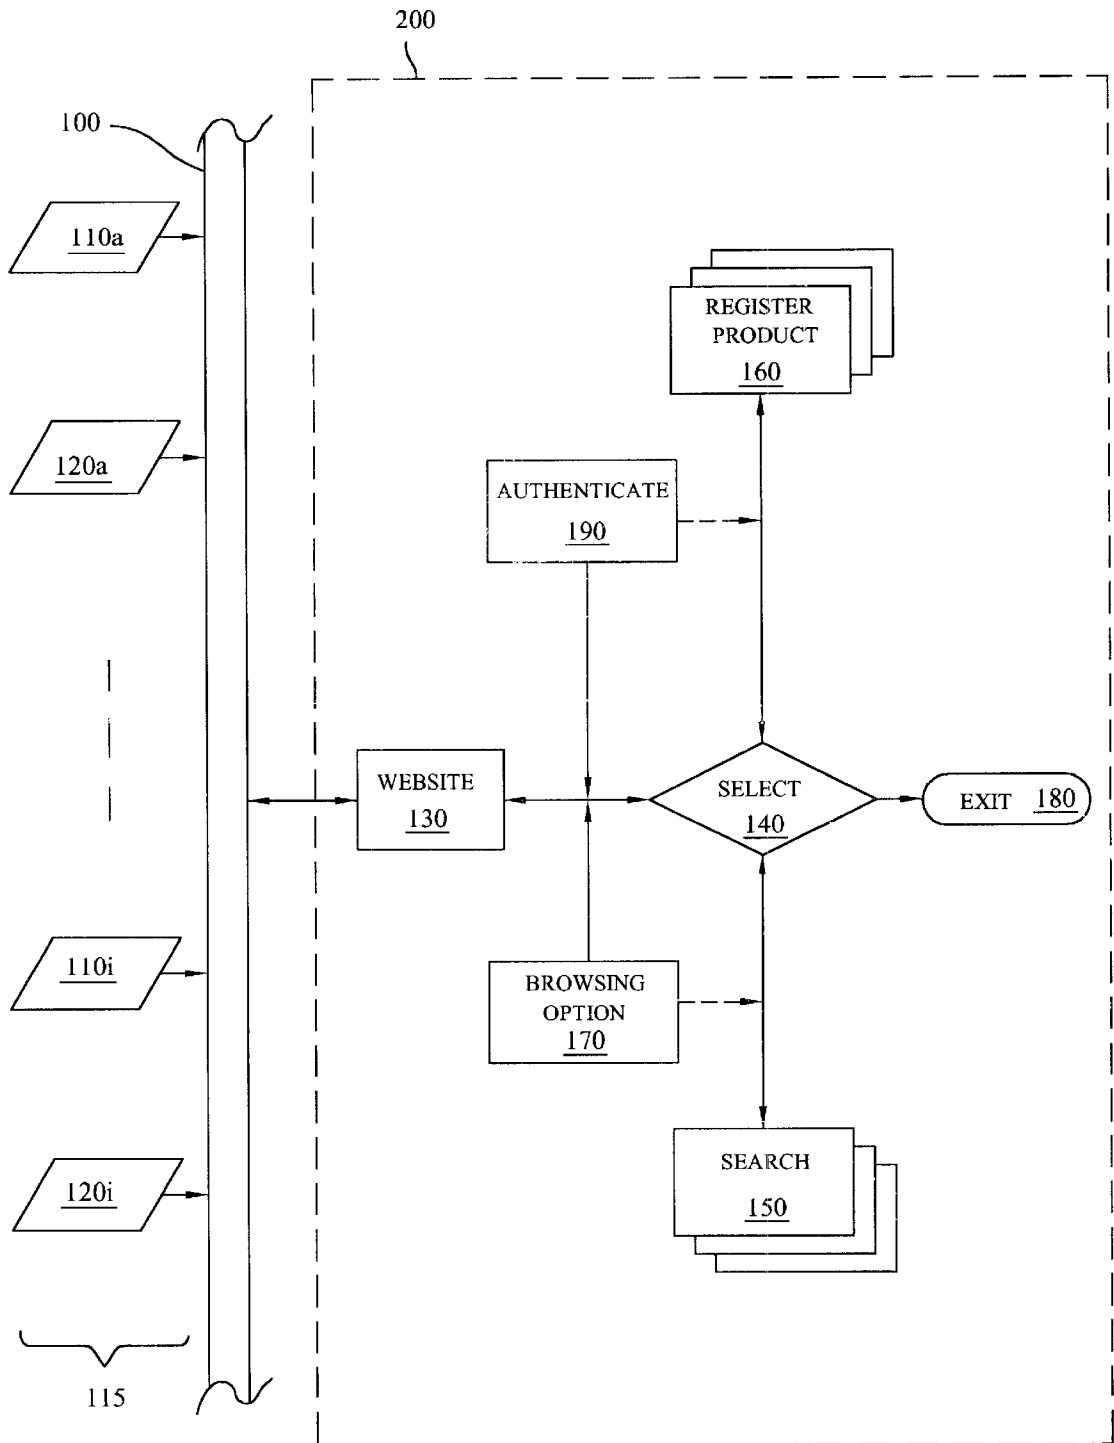 200
100
110a
REGISTER
PRODUCT
160
120a
AUTHENTICATE
190
WEBSITE
130
SELECT
140
EXIT 180
110i
BROWSING
OPTION
170
SEARCH
150
120i
115